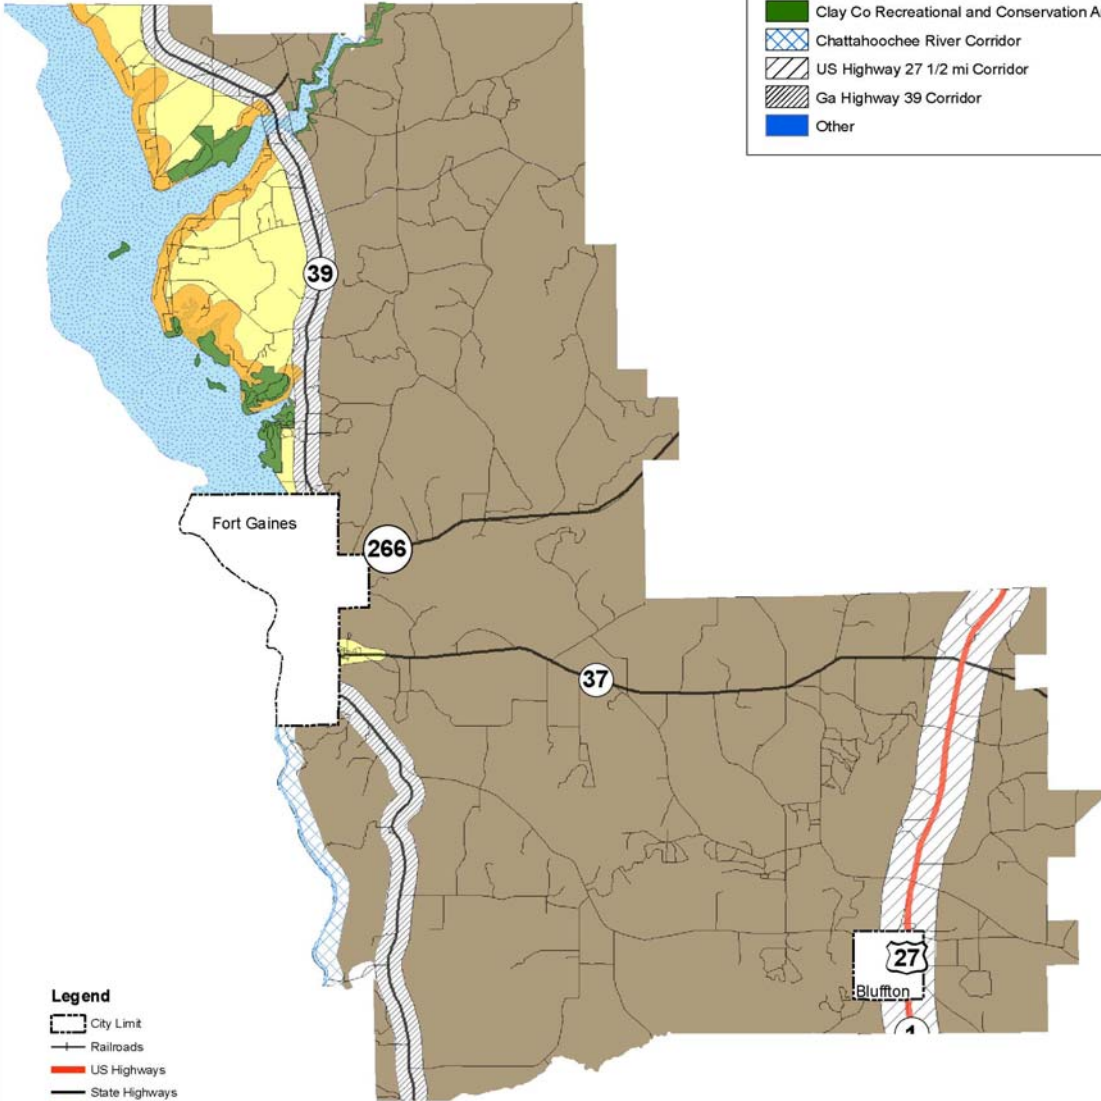 Clay Co Recreational and Conservation A
Chattahoochee River Corridor
US Highway 27 1/2 mi Corridor
Ga Highway 39 Corridor
Other
39
Fort Gaines
266
37
27
Bluffton
1
Legend
City Limit
Railroads
US Highways
State Highways